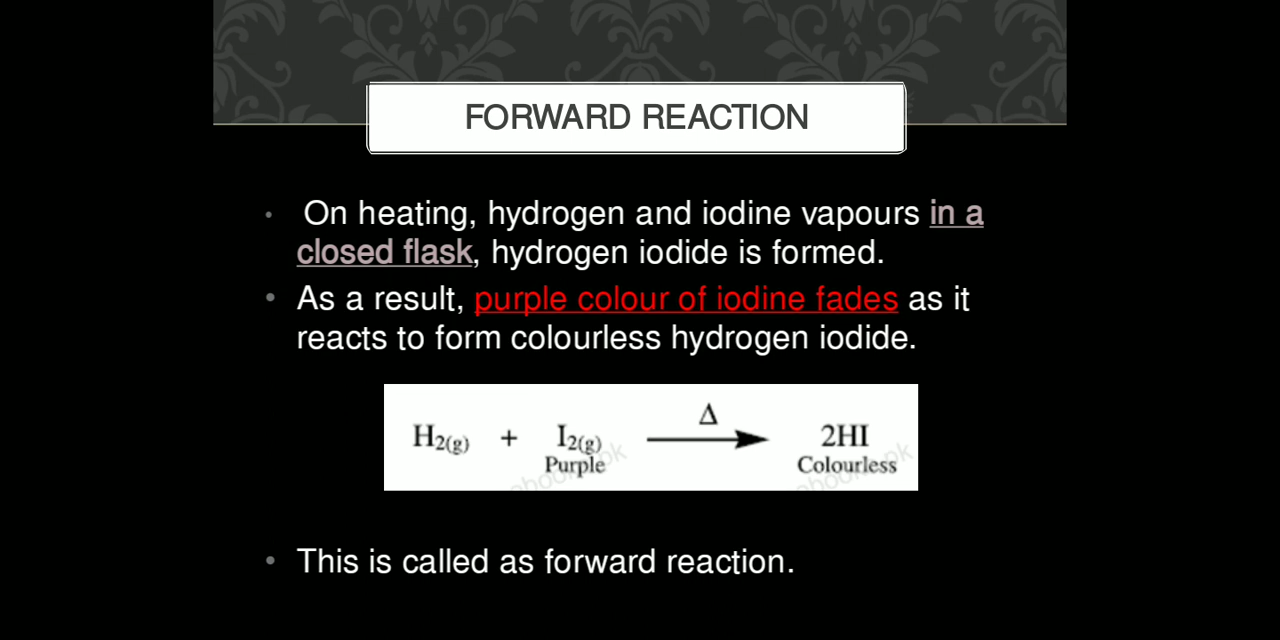 FORWARD REACTION
• On heating, hydrogen and iodine vapours in a
closed flask, hydrogen iodide is formed.
• As a result, purple colour of iodine fades as it
reacts to form colourless hydrogen iodide.
H2(g) + I2(g) Δ 2HI
Purple Colourless
• This is called as forward reaction.